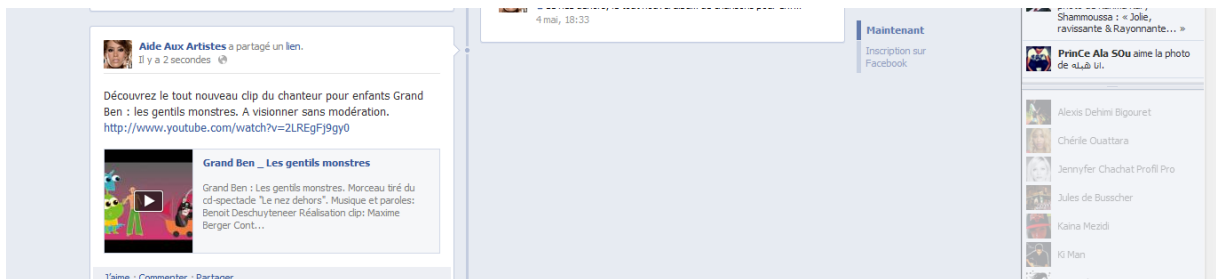 Aide Aux Artistes a partagé un lien.
Il y a 2 secondes
Découvrez le tout nouveau clip du chanteur pour enfants Grand
Ben : les gentils monstres. A visionner sans modération.
http://www.youtube.com/watch?v=2LREgFj9gy0
Grand Ben _ Les gentils monstres
Grand Ben : Les gentils monstres. Morceau tiré du
cd-spectacle "Le nez dehors". Musique et paroles:
Benoit Deschuyteneer Réalisation clip: Maxime
Berger Cont...
J'aime · Commenter · Partager
4 mai, 18:33
Maintenant
Inscription sur
Facebook
Shammoussa : « Jolie,
ravissante & Rayonnante... »
PrinCe Ala SOu aime la photo
de انا هبله.
Alexis Dehimi Bigouret
Chérile Ouattara
Jennyfer Chachat Profil Pro
Jules de Busscher
Kaina Mezidi
Ki Man